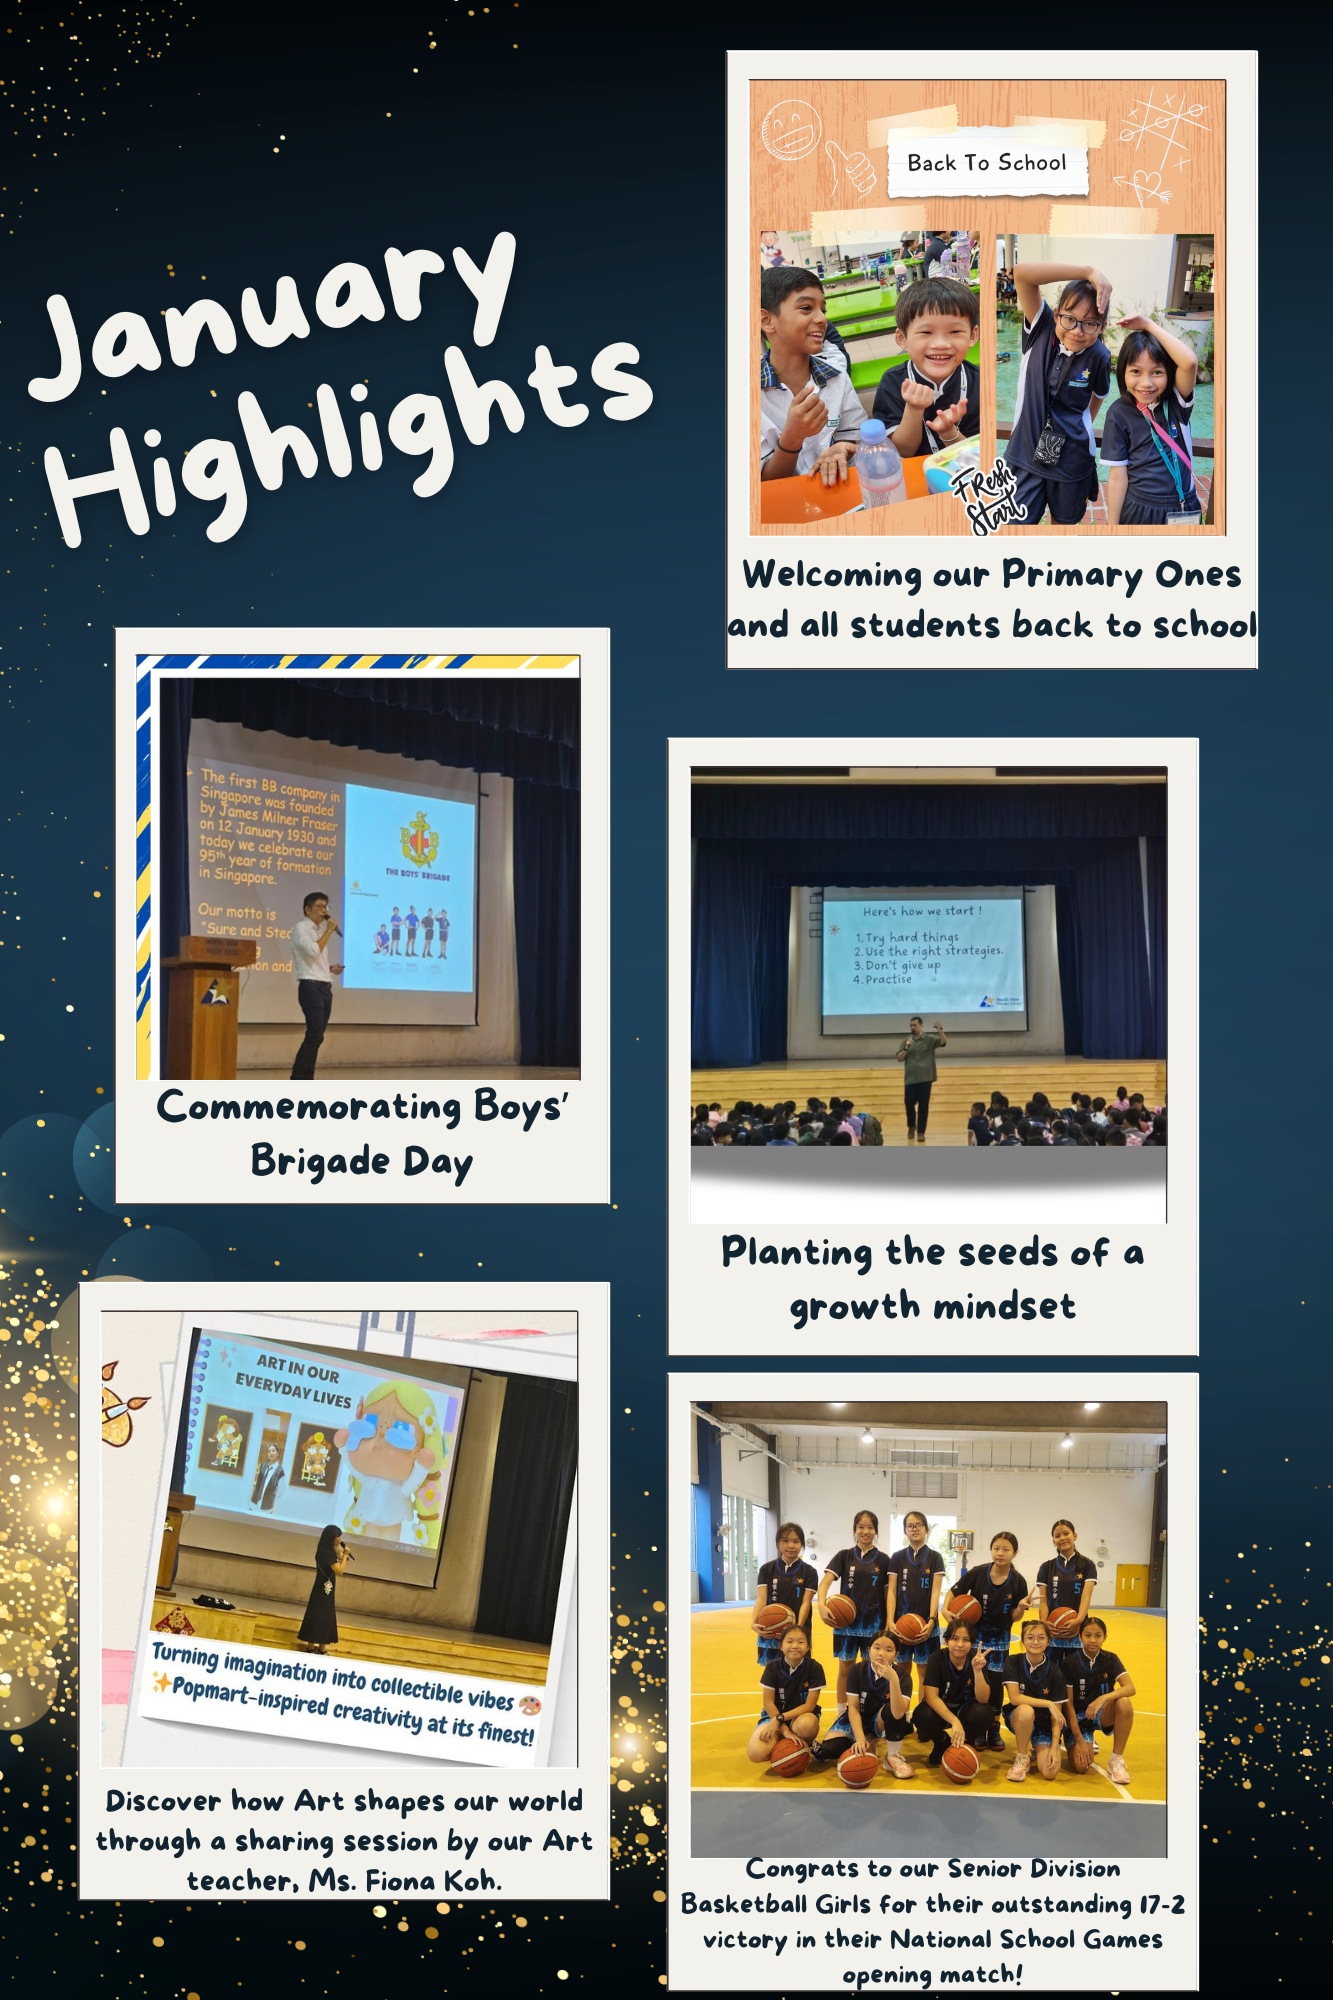 January
Highlights
Back To School
Fresh
Start
Welcoming our Primary Ones
and all students back to school
The first BB company in
Singapore was founded
by James Milner Fraser
on 12 January 1930 and
today we celebrate our
95th year of formation
in Singapore.
Our motto is
"Sure and
and
B B
THE BOYS' BRIGADE
Commemorating Boys'
Brigade Day
Here's how we start !
1. Try hard things
2. Use the right strategies.
3. Don't give up
4. Practise
North View
Primary School
Planting the seeds of a
growth mindset
ART IN OUR
EVERYDAY LIVES
Turning imagination into collectible vibes 🎨
✨Popmart-inspired creativity at its finest!
Discover how Art shapes our world
through a sharing session by our Art
teacher, Ms. Fiona Koh.
7
15
5
Congrats to our Senior Division
Basketball Girls for their outstanding 17-2
victory in their National School Games
opening match!